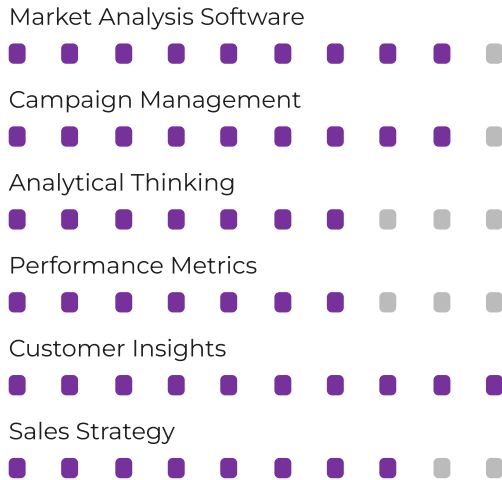 Market Analysis Software
Campaign Management
Analytical Thinking
Performance Metrics
Customer Insights
Sales Strategy